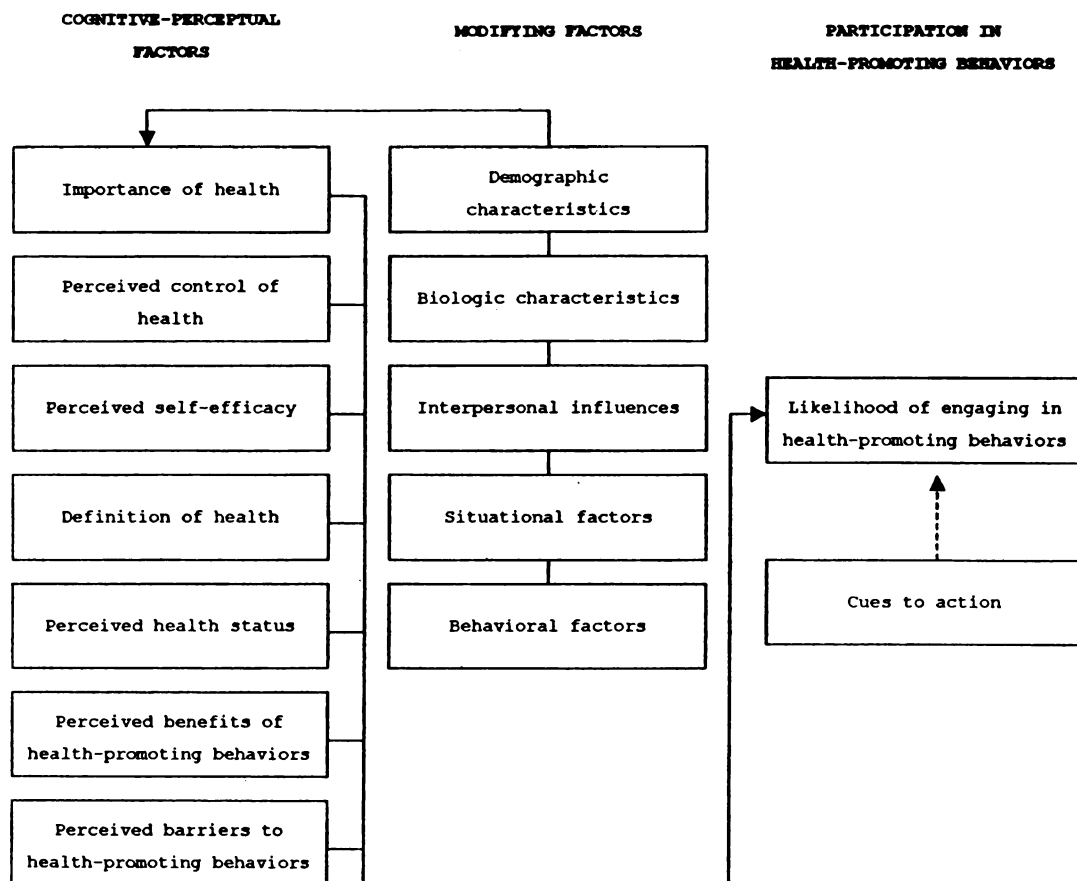 COGNITIVE-PERCEPTUAL
FACTORS
MODIFYING FACTORS
PARTICIPATION IN
HEALTH-PROMOTING BEHAVIORS
Importance of health
Perceived control of
health
Perceived self-efficacy
Definition of health
Perceived health status
Perceived benefits of
health-promoting behaviors
Perceived barriers to
health-promoting behaviors
Demographic
characteristics
Biologic characteristics
Interpersonal influences
Situational factors
Behavioral factors
Likelihood of engaging in
health-promoting behaviors
Cues to action